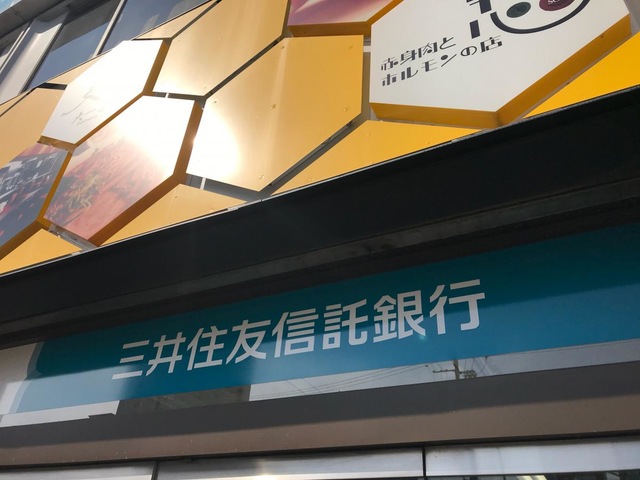 赤身肉と
ホルモンの店
三井住友信託銀行